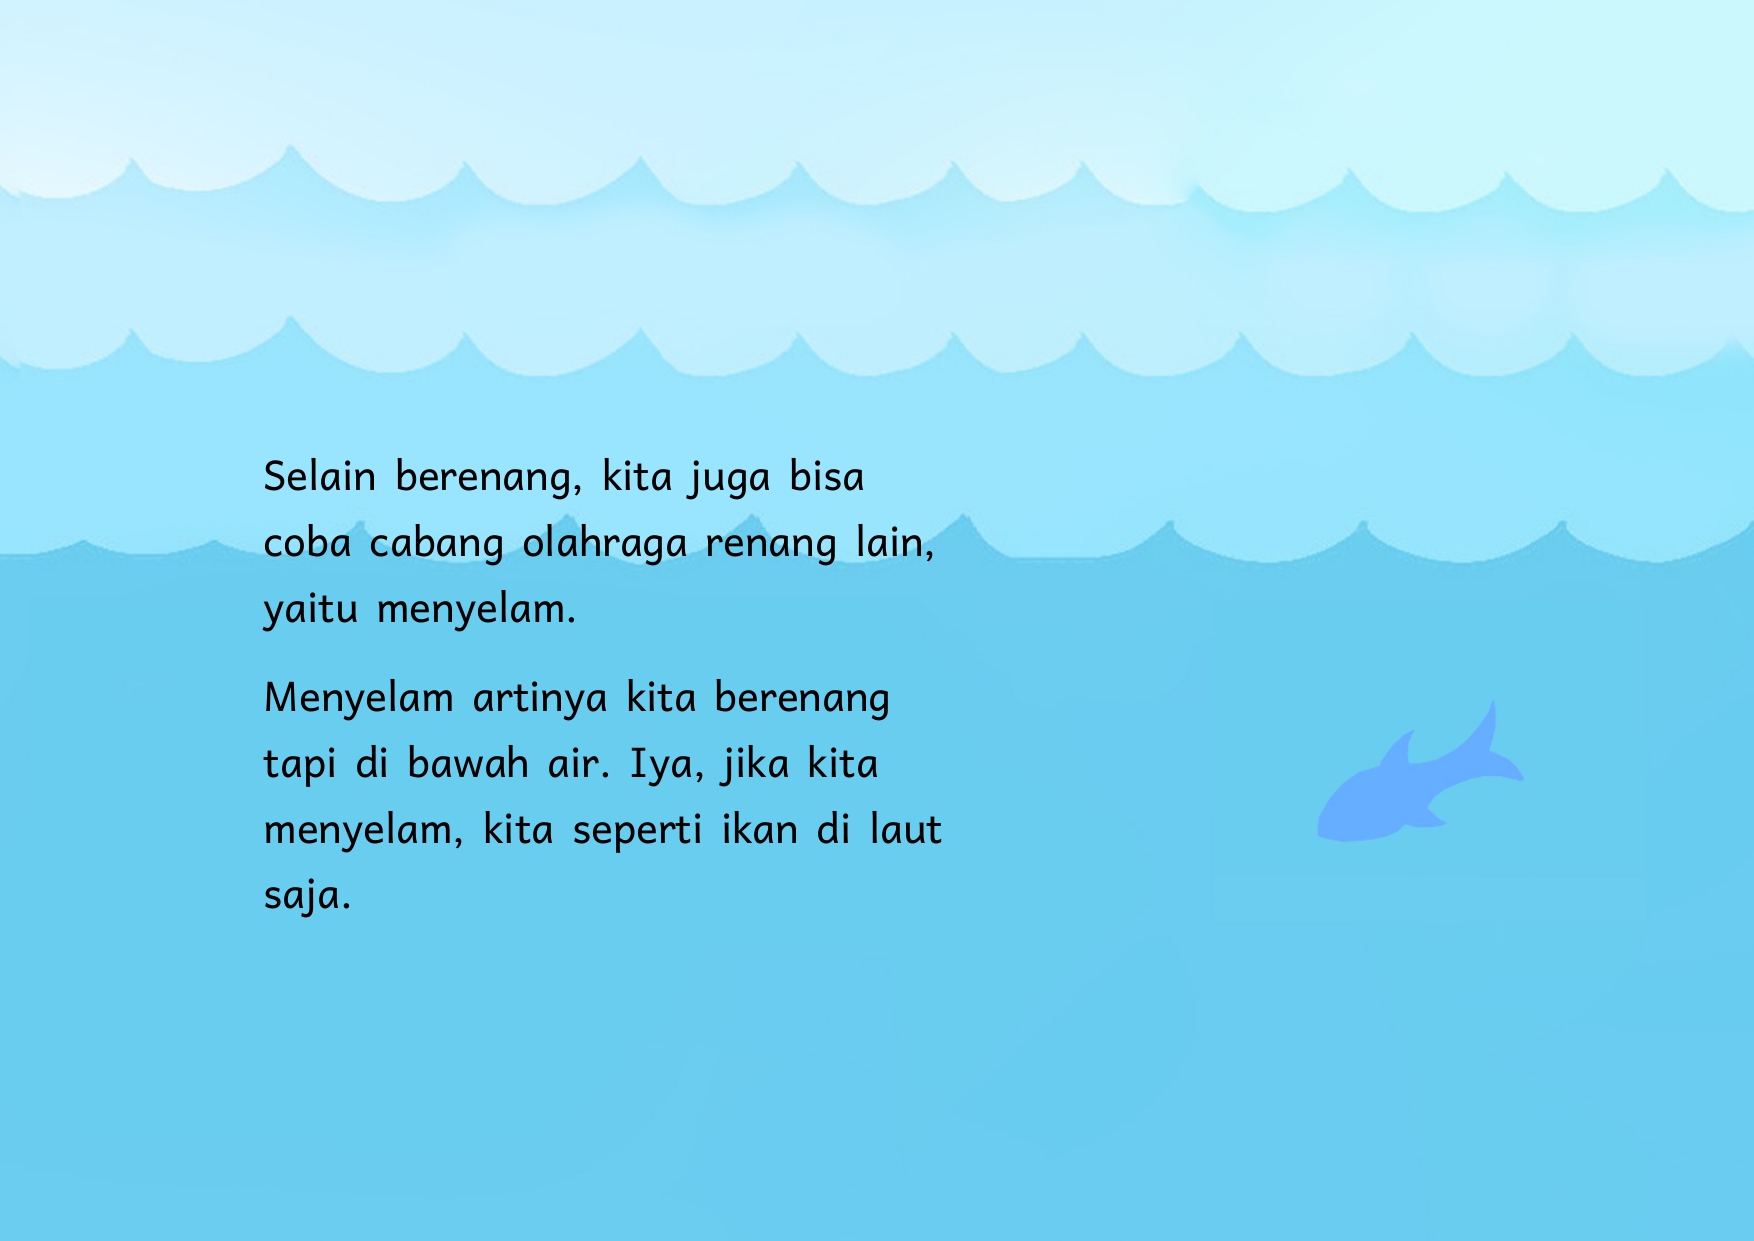 Selain berenang, kita juga bisa
coba cabang olahraga renang lain,
yaitu menyelam.
Menyelam artinya kita berenang
tapi di bawah air. Iya, jika kita
menyelam, kita seperti ikan di laut
saja.